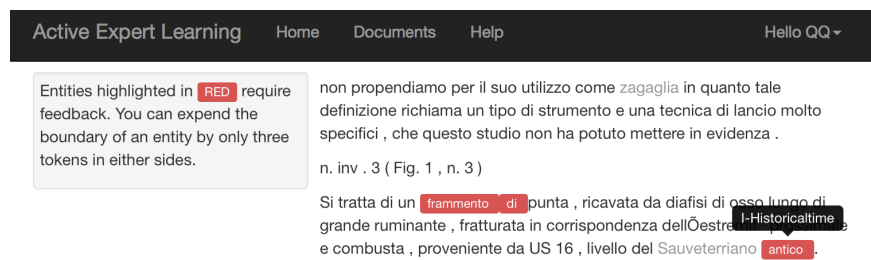 Active Expert Learning Home Documents Help Hello QQ
Entities highlighted in RED require
feedback. You can expend the
boundary of an entity by only three
tokens in either sides.
non propendiamo per il suo utilizzo come zagaglia in quanto tale
definizione richiama un tipo di strumento e una tecnica di lancio molto
specifici , che questo studio non ha potuto mettere in evidenza .
n. inv . 3 ( Fig. 1 , n. 3 )
Si tratta di un frammento di punta , ricavata da diafisi di osso lungo di
I-Historicaltime
grande ruminante , fratturata in corrispondenza dellÕestremit prossimale
e combusta , proveniente da US 16 , livello del Sauveterriano antico .